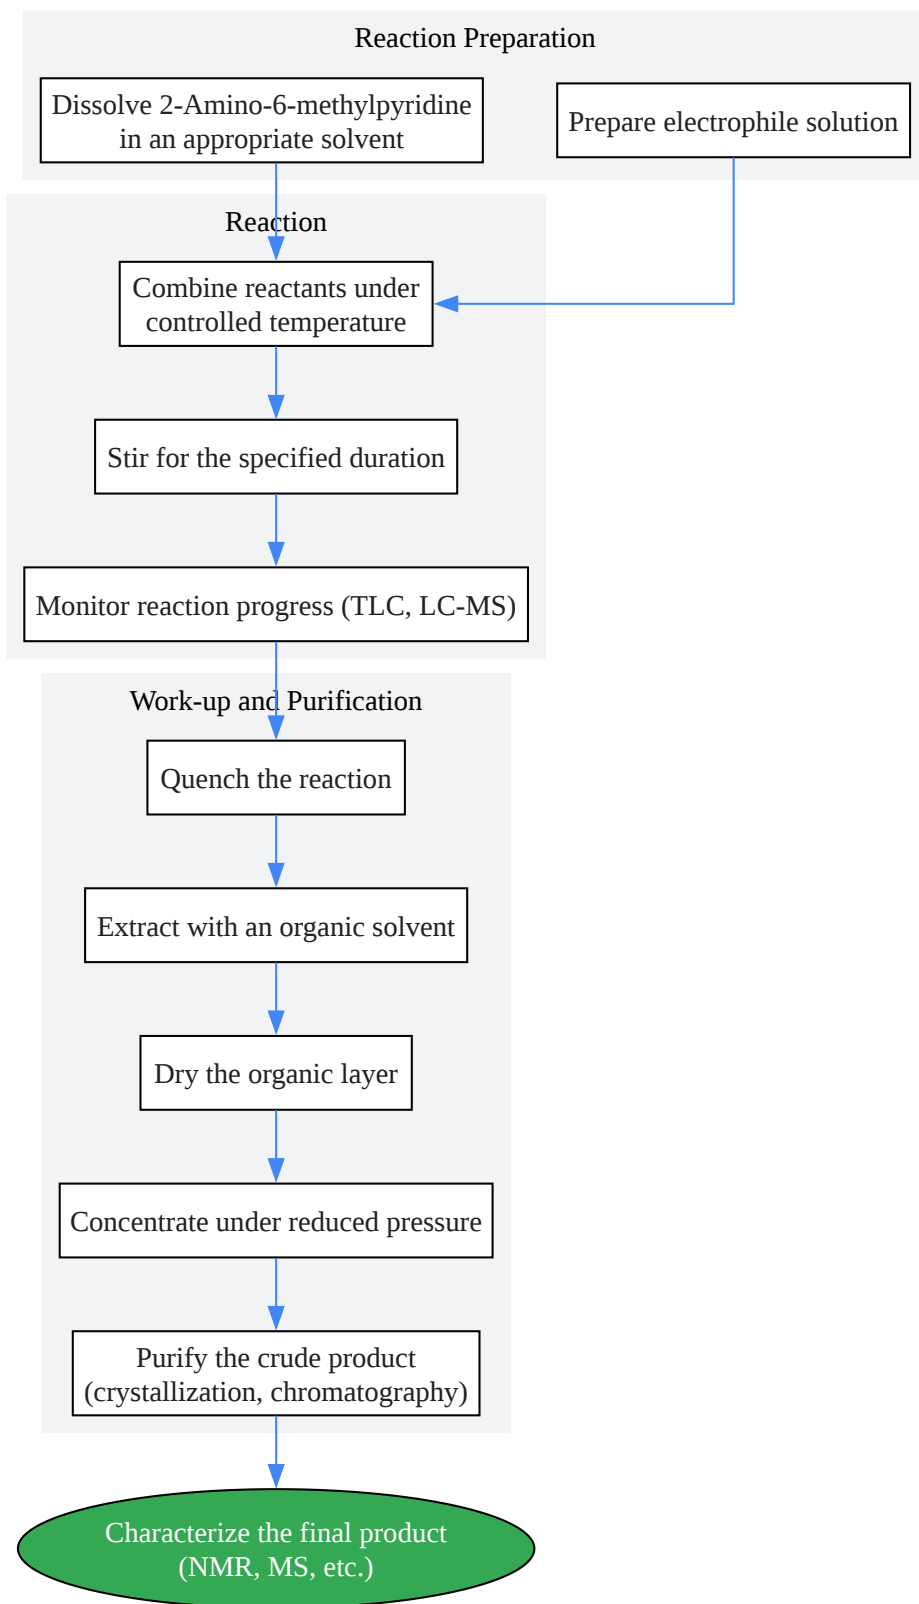 Reaction Preparation
Dissolve 2-Amino-6-methylpyridine
in an appropriate solvent
Prepare electrophile solution
Reaction
Combine reactants under
controlled temperature
Stir for the specified duration
Monitor reaction progress (TLC, LC-MS)
Work-up and Purification
Quench the reaction
Extract with an organic solvent
Dry the organic layer
Concentrate under reduced pressure
Purify the crude product
(crystallization, chromatography)
Characterize the final product
(NMR, MS, etc.)